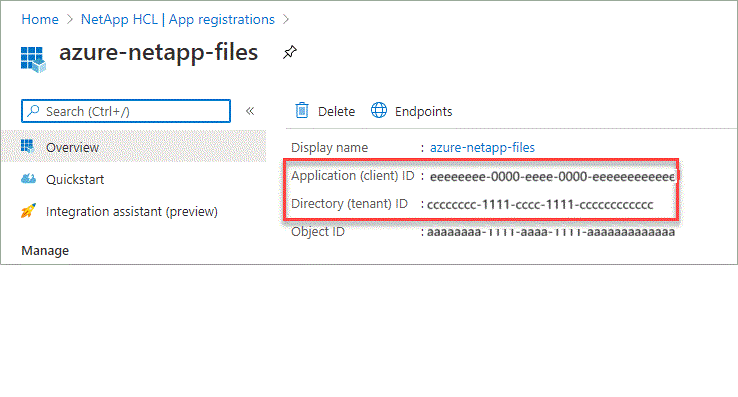 Home > NetApp HCL | App registrations >
azure-netapp-files
Search (Ctrl+/)
«
Delete
Endpoints
Overview
Display name : azure-netapp-files
Quickstart
Application (client) ID : eeeeeeee-0000-eeee-0000-eeeeeeeeeeee
Integration assistant (preview)
Directory (tenant) ID : cccccccc-1111-cccc-1111-cccccccccccc
Object ID : aaaaaaaa-1111-aaaa-1111-aaaaaaaaaaaa
Manage